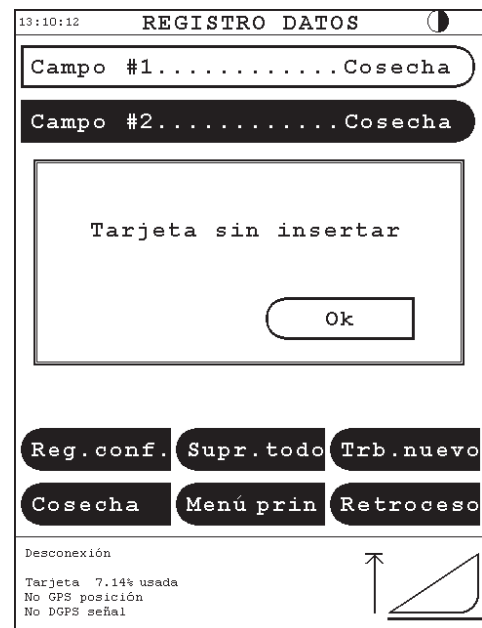 13:10:12 REGISTRO DATOS
Campo #1............Cosecha
Campo #2............Cosecha
Tarjeta sin insertar
Ok
Reg.conf. Supr.todo Trb.nuevo
Cosecha Menú prin Retroceso
Desconexión
Tarjeta 7.14% usada
No GPS posición
No DGPS señal